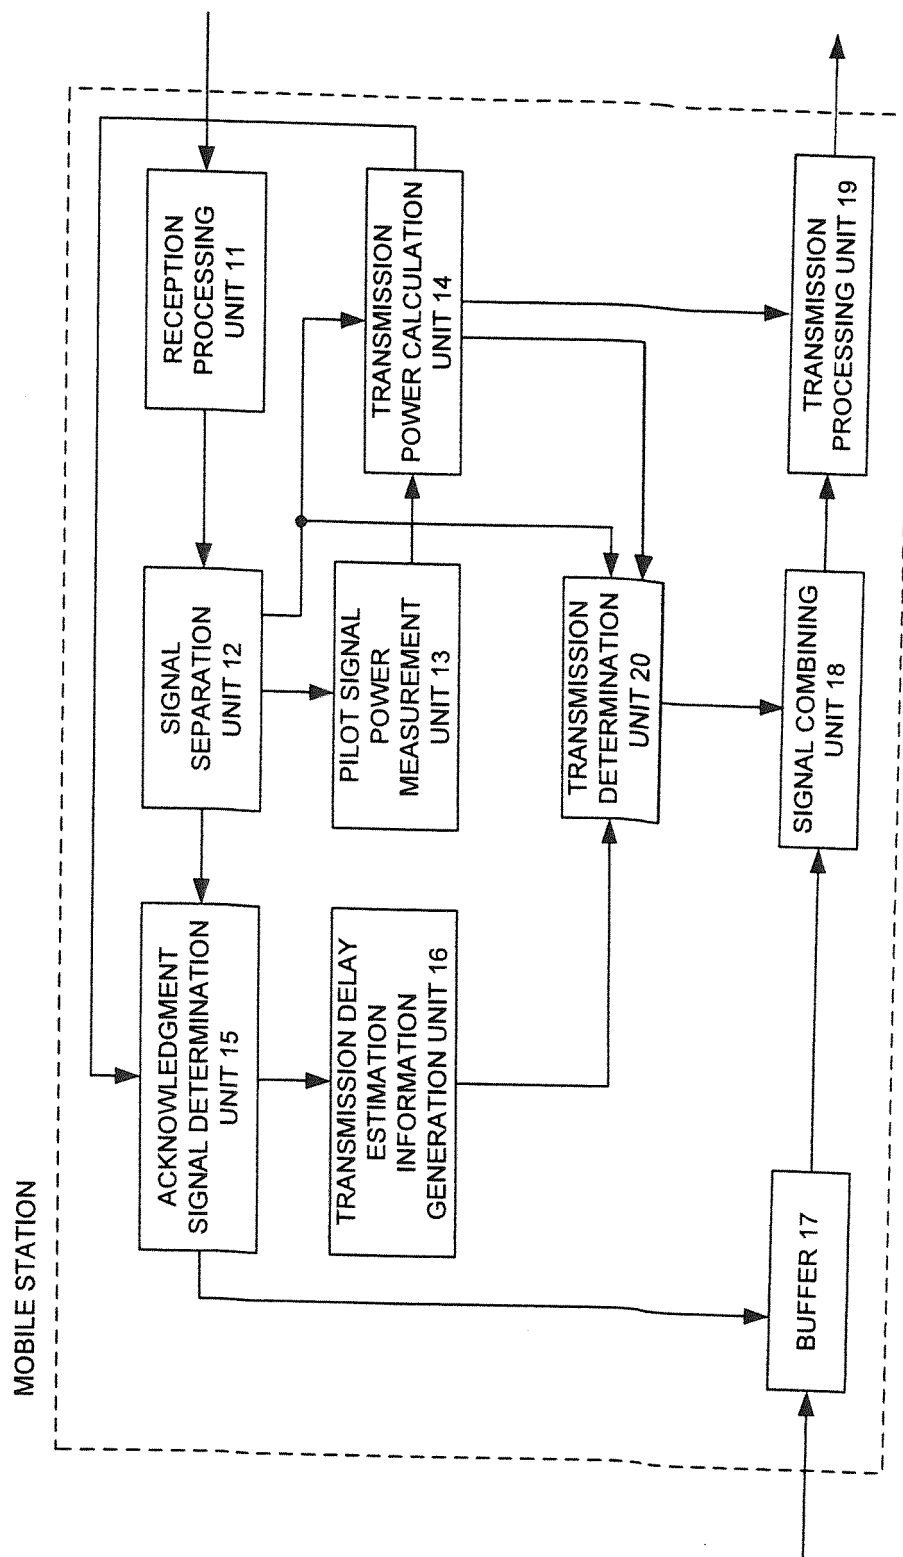 MOBILE STATION
ACKNOWLEDGMENT
SIGNAL DETERMINATION
UNIT 15
SIGNAL
SEPARATION
UNIT 12
RECEPTION
PROCESSING
UNIT 11
TRANSMISSION DELAY
ESTIMATION
INFORMATION
GENERATION UNIT 16
PILOT SIGNAL
POWER
MEASUREMENT
UNIT 13
TRANSMISSION
POWER CALCULATION
UNIT 14
TRANSMISSION
DETERMINATION
UNIT 20
BUFFER 17
SIGNAL COMBINING
UNIT 18
TRANSMISSION
PROCESSING UNIT 19